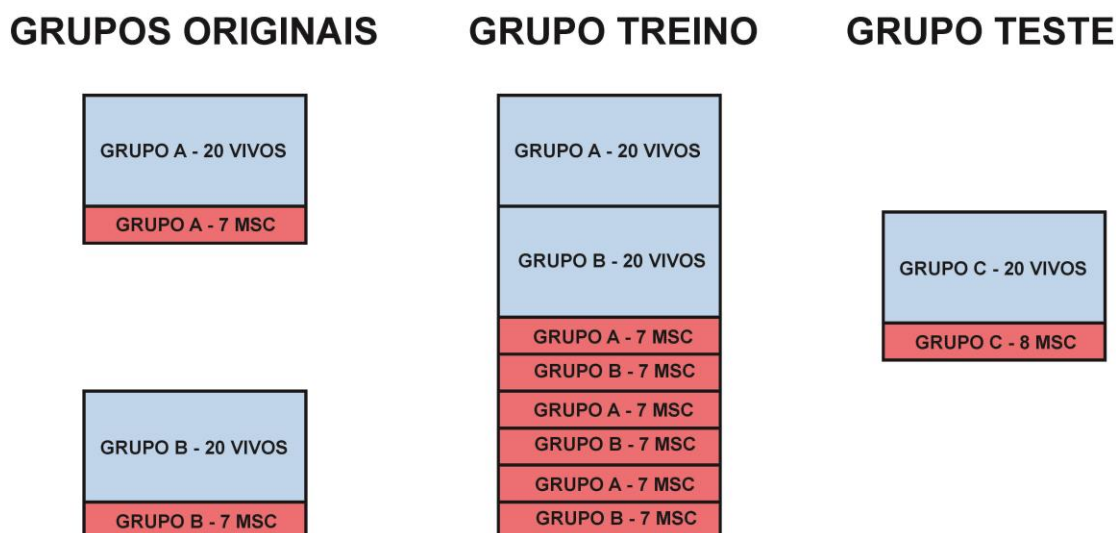 GRUPOS ORIGINAIS
GRUPO A - 20 VIVOS
GRUPO A - 7 MSC
GRUPO B - 20 VIVOS
GRUPO B - 7 MSC
GRUPO TREINO
GRUPO A - 20 VIVOS
GRUPO B - 20 VIVOS
GRUPO A - 7 MSC
GRUPO B - 7 MSC
GRUPO A - 7 MSC
GRUPO B - 7 MSC
GRUPO A - 7 MSC
GRUPO B - 7 MSC
GRUPO TESTE
GRUPO C - 20 VIVOS
GRUPO C - 8 MSC